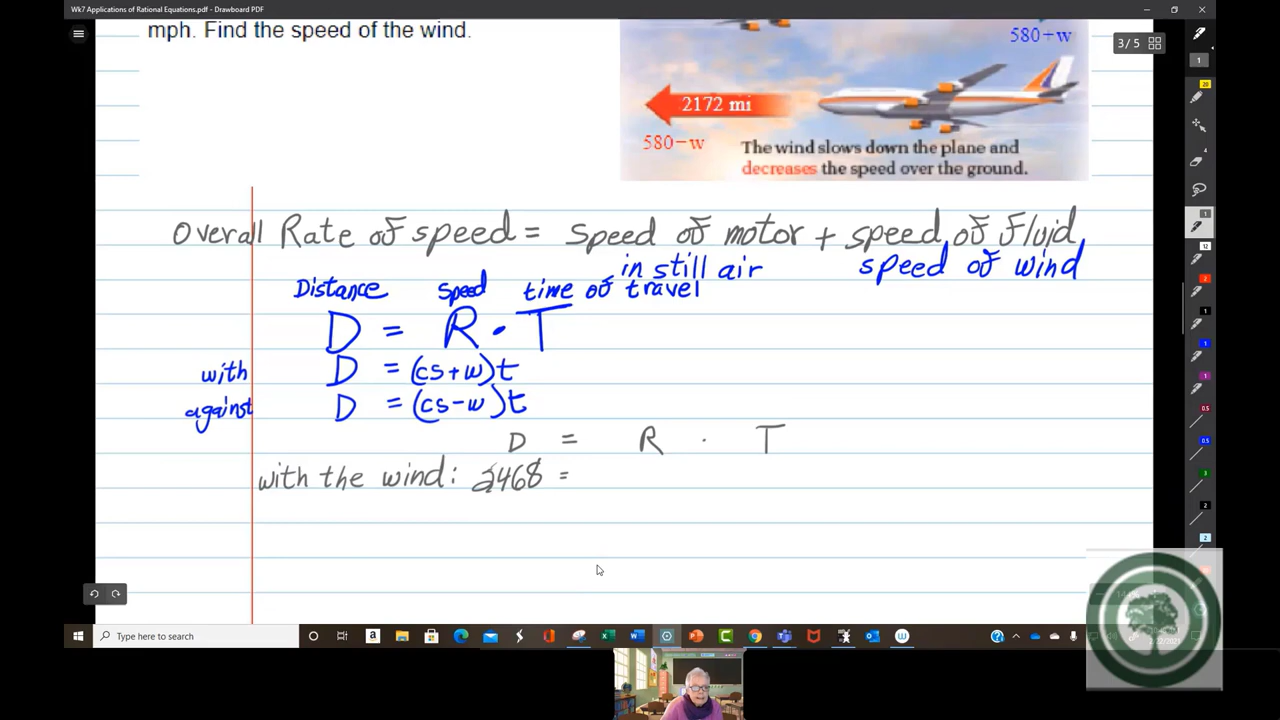 Wk7 Applications of Rational Equations.pdf - Drawboard PDF
mph. Find the speed of the wind.
580+w
3/5
2172 mi
580-w
The wind slows down the plane and
decreases the speed over the ground.
Overall Rate of speed = speed of motor + speed of fluid
in still air speed of wind
Distance speed time of travel
D = R · T
with D = (cs+w)t
against D = (cs-w)t
D = R · T
with the wind: 2468 =
Type here to search